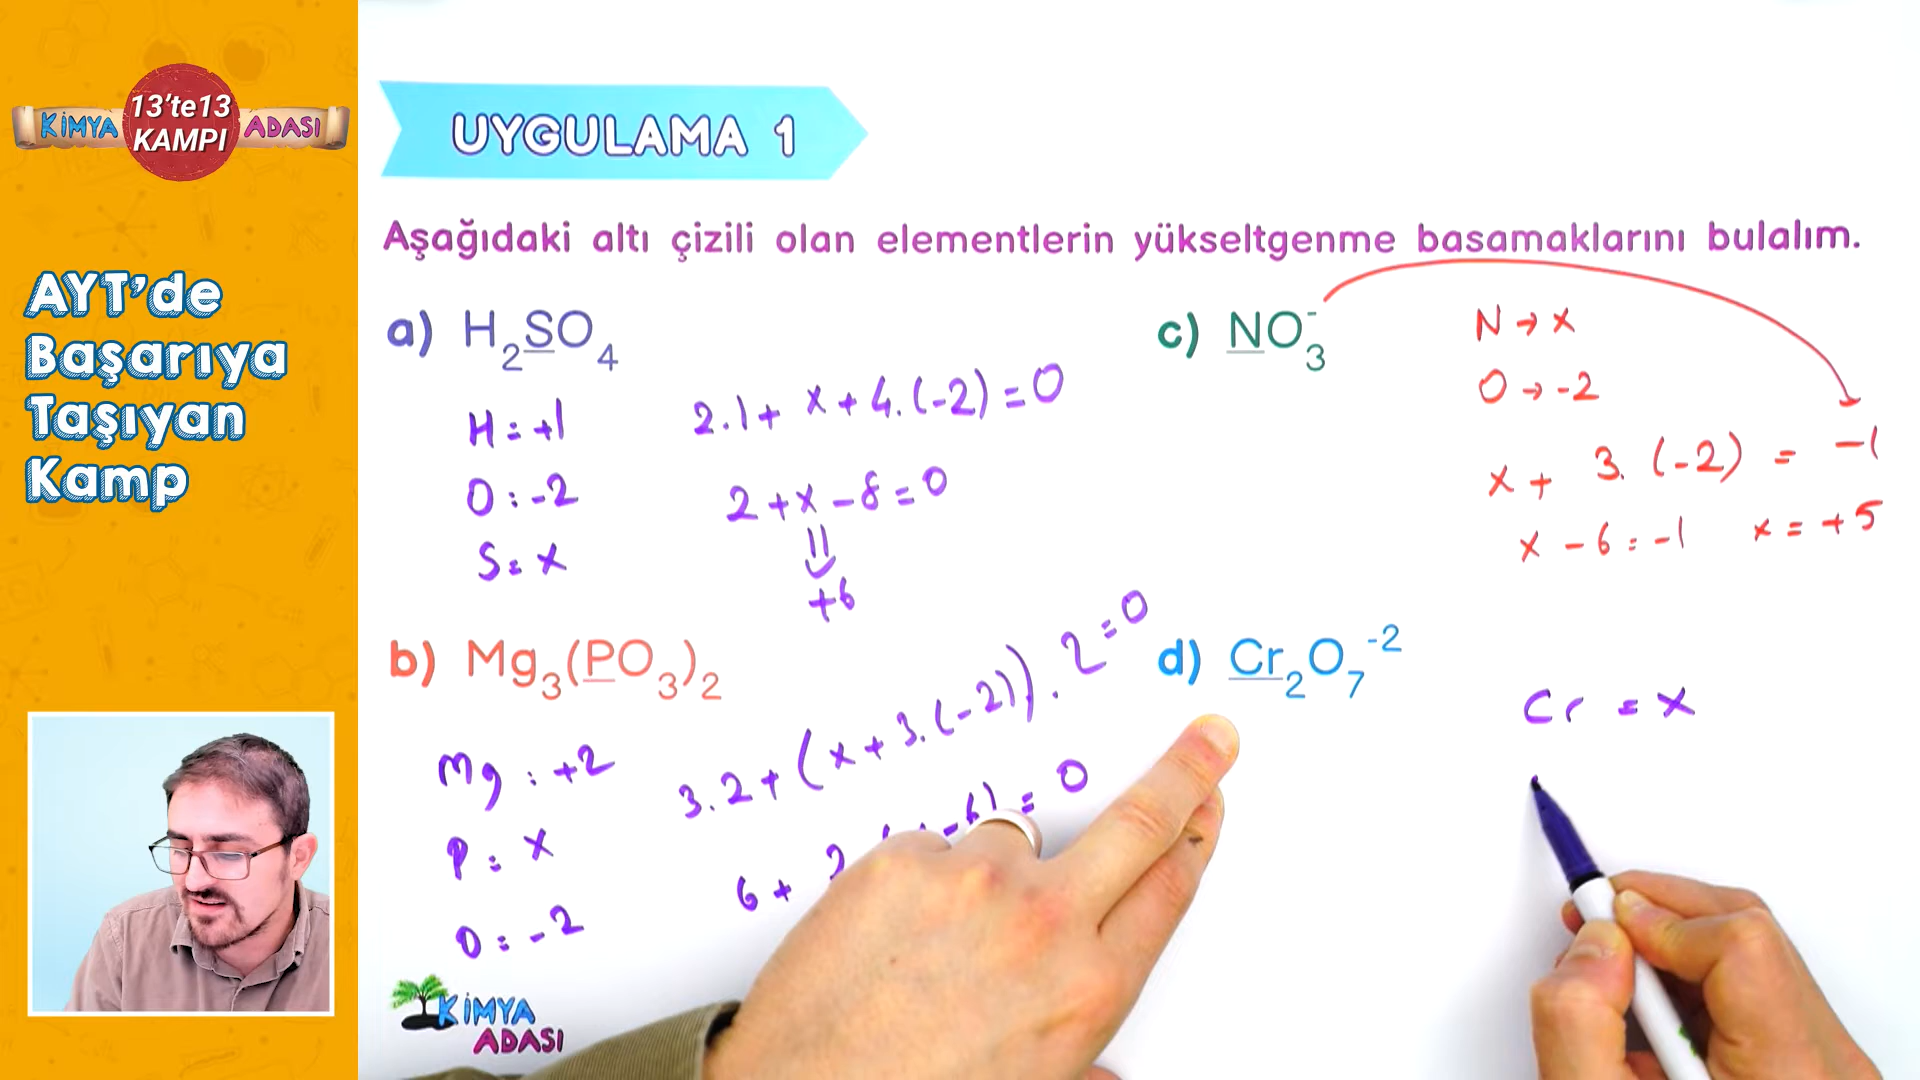 KİMYA 13'te13 KAMPI ADASI
AYT'de
Başarıya
Taşıyan
Kamp
UYGULAMA 1
Aşağıdaki altı çizili olan elementlerin yükseltgenme basamaklarını bulalım.
a) H₂SO₄
H = +1
O : -2
S = x
2.1 + x + 4.(-2) = 0
2 + x - 8 = 0
+6
b) Mg₃(PO₃)₂
Mg : +2
P : x
O : -2
3.2 + (x + 3.(-2)).2 = 0
6 + 2 -6) = 0
c) NO₃⁻
N → x
O → -2
x + 3.(-2) = -1
x - 6 = -1 x = +5
d) Cr₂O₇⁻²
Cr = x
KİMYA
ADASI